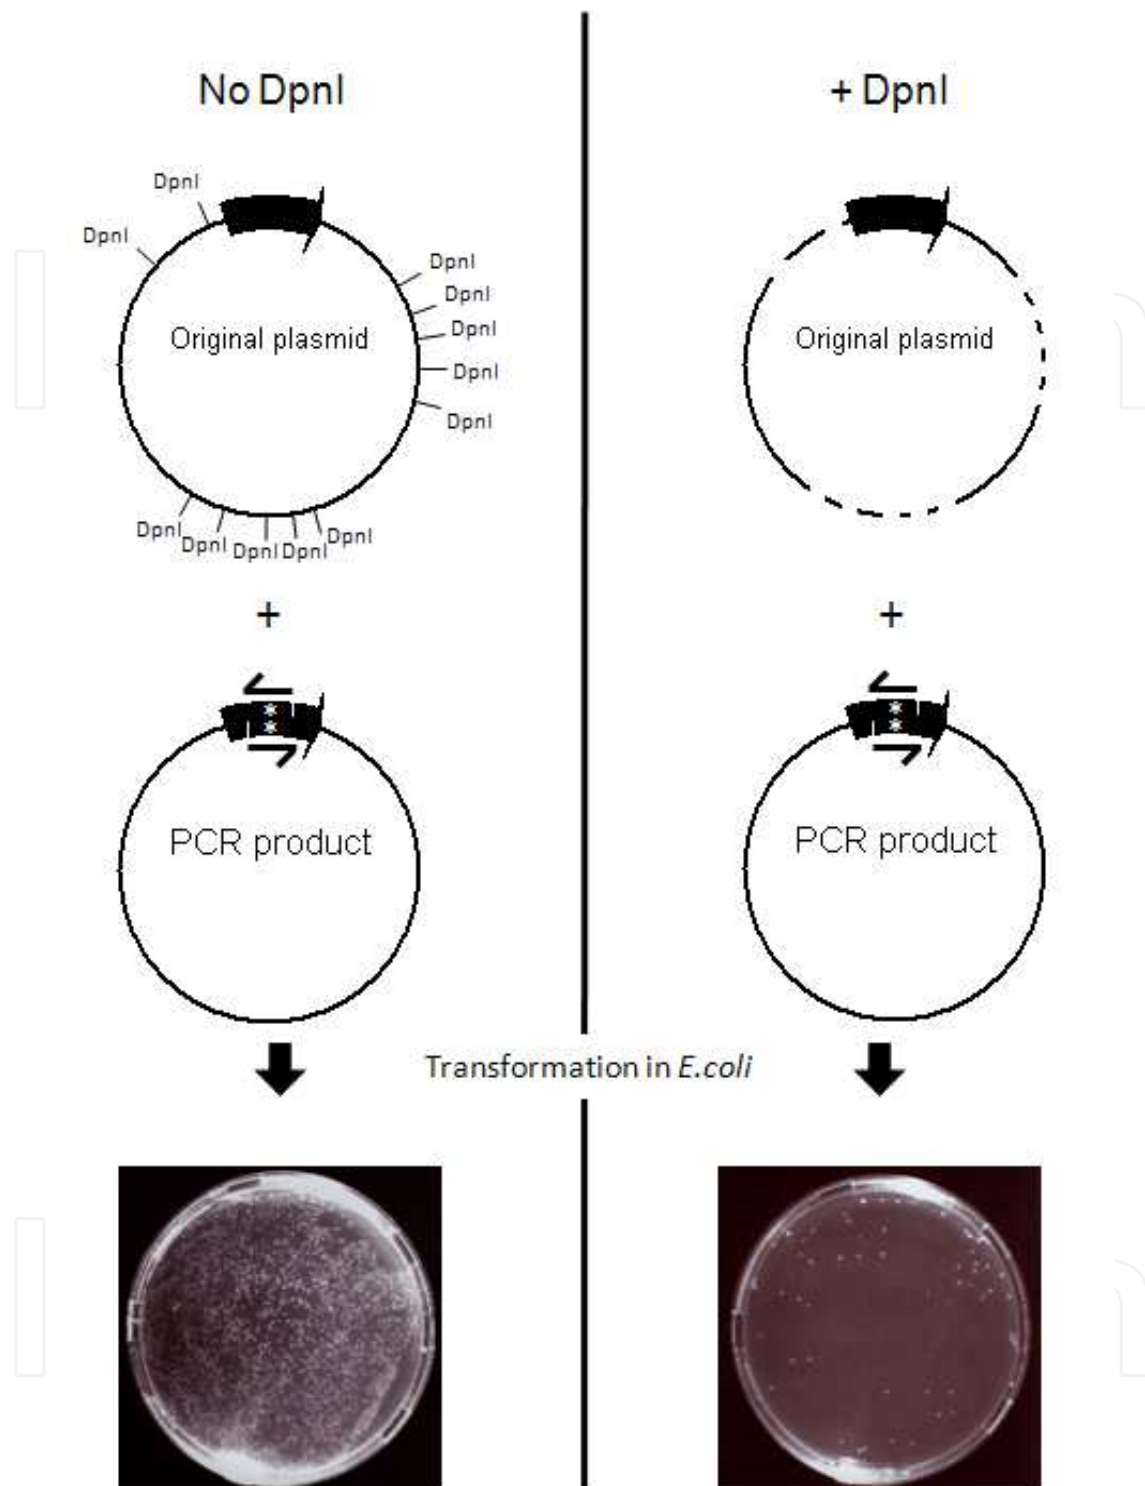 No DpnI
+ DpnI
DpnI
DpnI
DpnI
DpnI
DpnI
DpnI
DpnI
DpnI
DpnI
DpnI
DpnI
DpnI
Original plasmid
Original plasmid
+
+
PCR product
PCR product
Transformation in E.coli